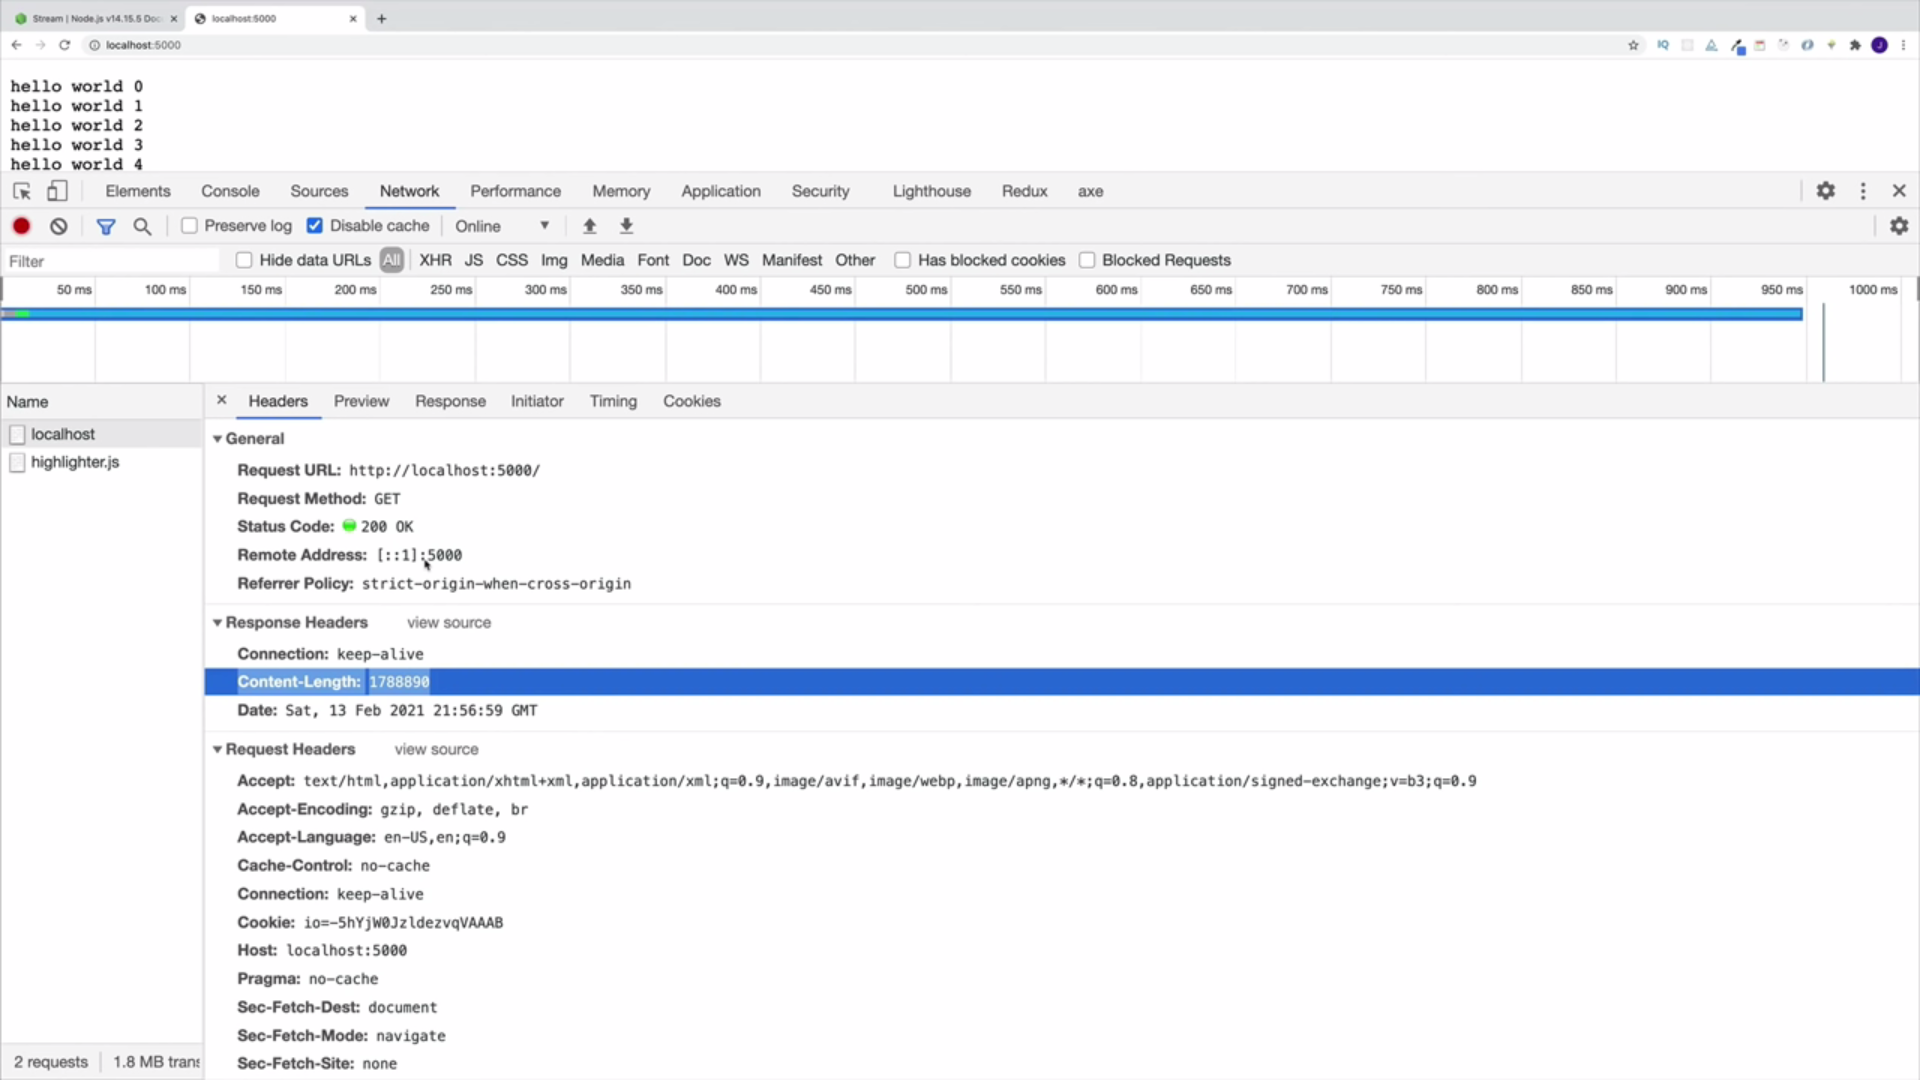 Stream | Node.js v14.15.5 Doc
localhost:5000
localhost:5000
hello world 0
hello world 1
hello world 2
hello world 3
hello world 4
Elements Console Sources Network Performance Memory Application Security Lighthouse Redux axe
Preserve log Disable cache Online
Filter Hide data URLs All XHR JS CSS Img Media Font Doc WS Manifest Other Has blocked cookies Blocked Requests
50 ms 100 ms 150 ms 200 ms 250 ms 300 ms 350 ms 400 ms 450 ms 500 ms 550 ms 600 ms 650 ms 700 ms 750 ms 800 ms 850 ms 900 ms 950 ms 1000 ms
Name
localhost
highlighter.js
Headers Preview Response Initiator Timing Cookies
General
Request URL: http://localhost:5000/
Request Method: GET
Status Code: 200 OK
Remote Address: [::1]:5000
Referrer Policy: strict-origin-when-cross-origin
Response Headers view source
Connection: keep-alive
Content-Length: 1788890
Date: Sat, 13 Feb 2021 21:56:59 GMT
Request Headers view source
Accept: text/html,application/xhtml+xml,application/xml;q=0.9,image/avif,image/webp,image/apng,*/*;q=0.8,application/signed-exchange;v=b3;q=0.9
Accept-Encoding: gzip, deflate, br
Accept-Language: en-US,en;q=0.9
Cache-Control: no-cache
Connection: keep-alive
Cookie: io=-5hYjW0JzldezvqVAAAB
Host: localhost:5000
Pragma: no-cache
Sec-Fetch-Dest: document
Sec-Fetch-Mode: navigate
Sec-Fetch-Site: none
2 requests 1.8 MB trans